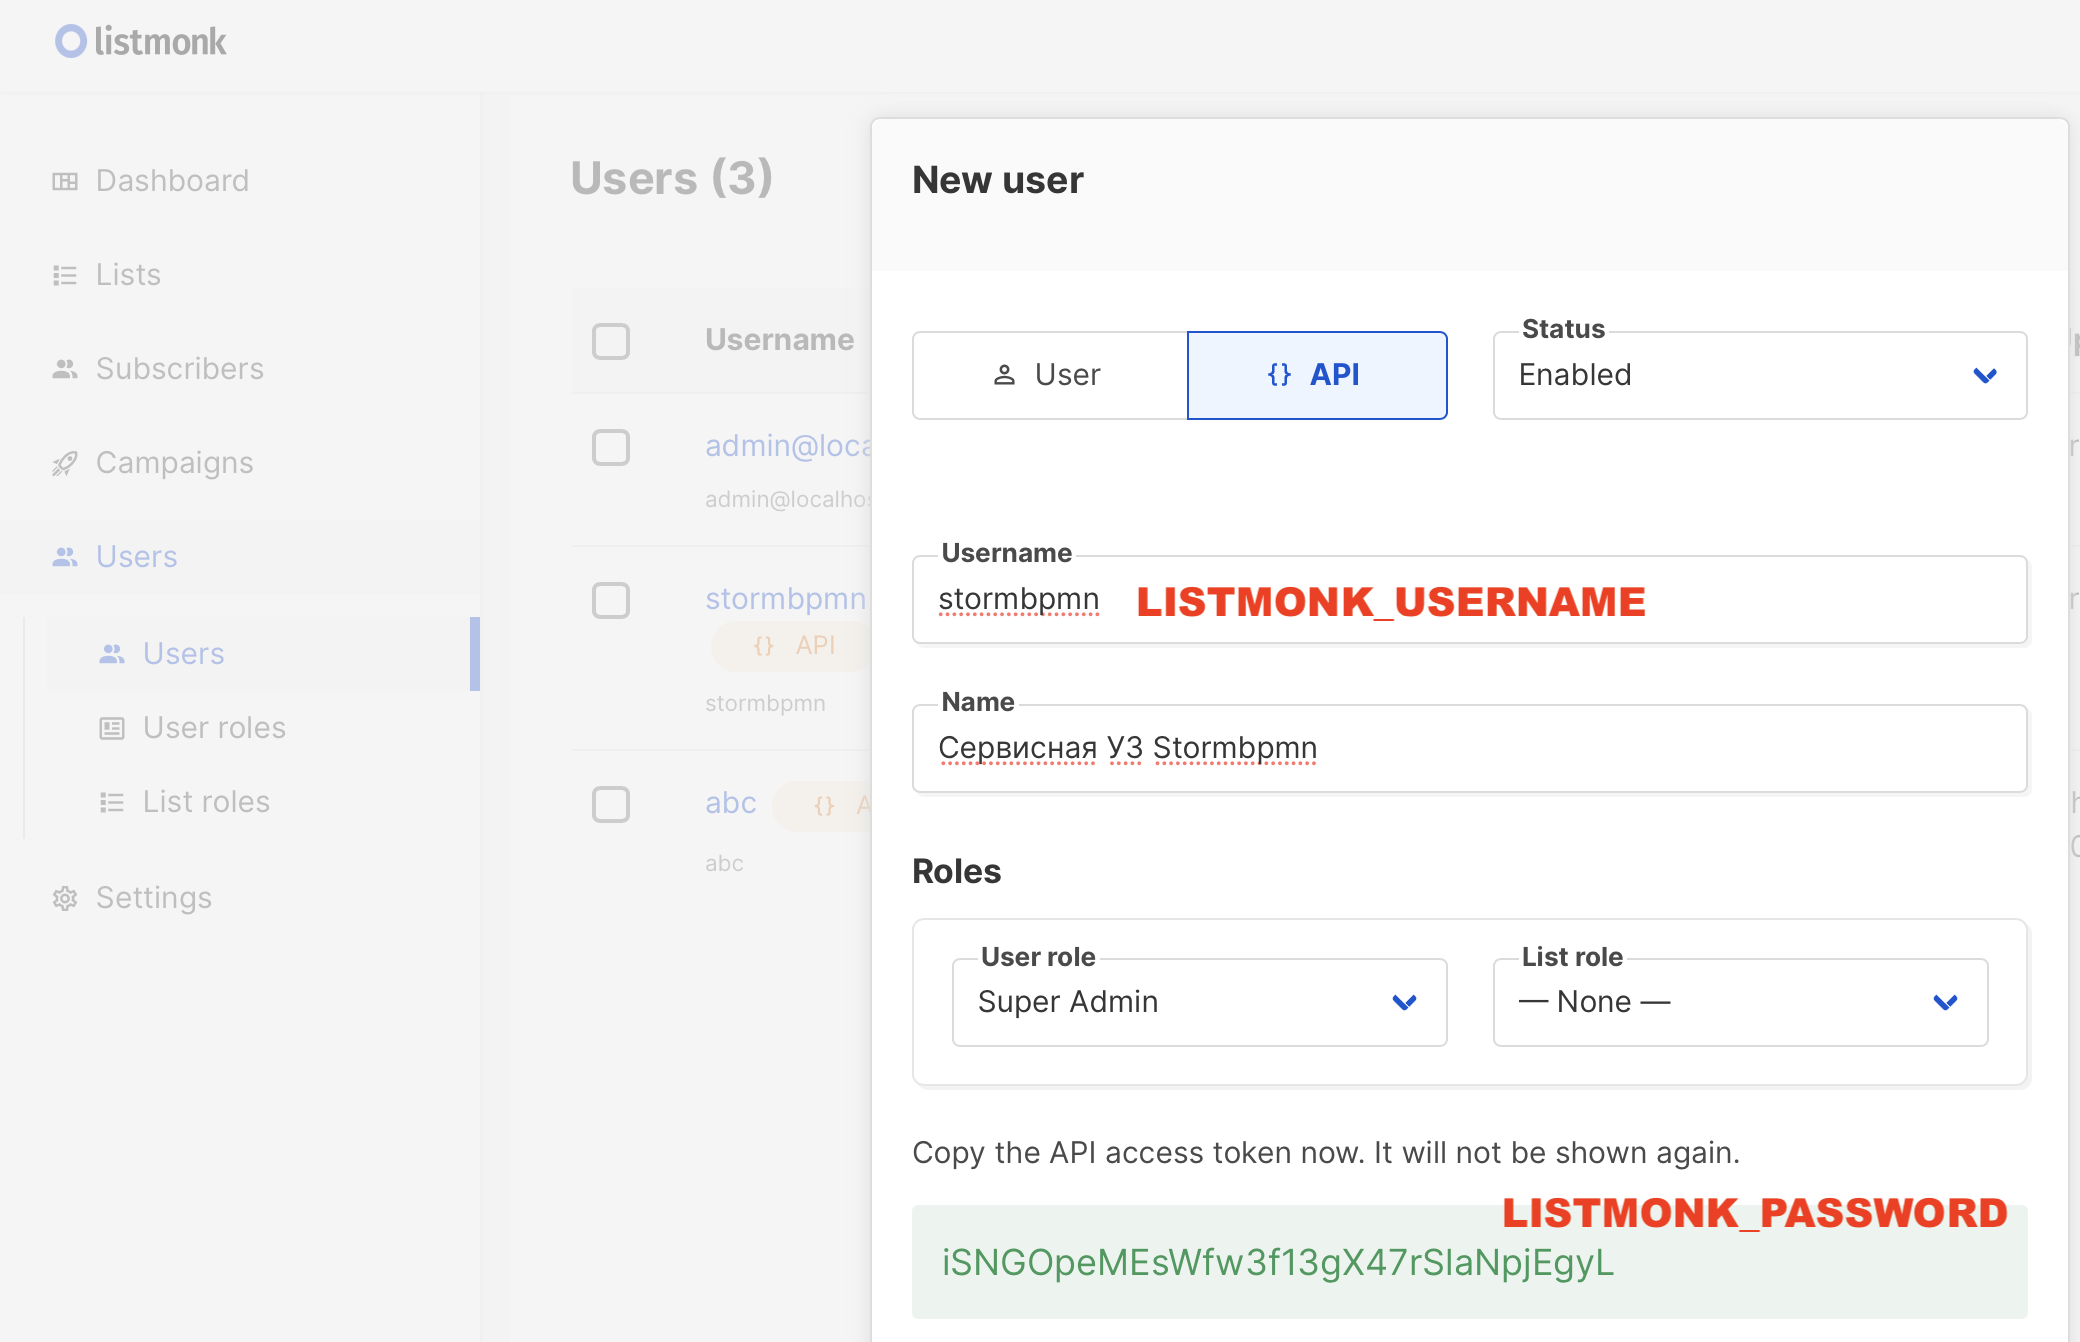 listmonk
Dashboard
Lists
Subscribers
Campaigns
Users
Users
User roles
List roles
Settings
Users (3)
Username
admin@loca
admin@localhos
stormbpmn
{} API
stormbpmn
abc {} A
abc
New user
User
{} API
Status
Enabled
Username
stormbpmn LISTMONK_USERNAME
Name
Сервисная УЗ Stormbpmn
Roles
User role
Super Admin
List role
— None —
Copy the API access token now. It will not be shown again.
LISTMONK_PASSWORD